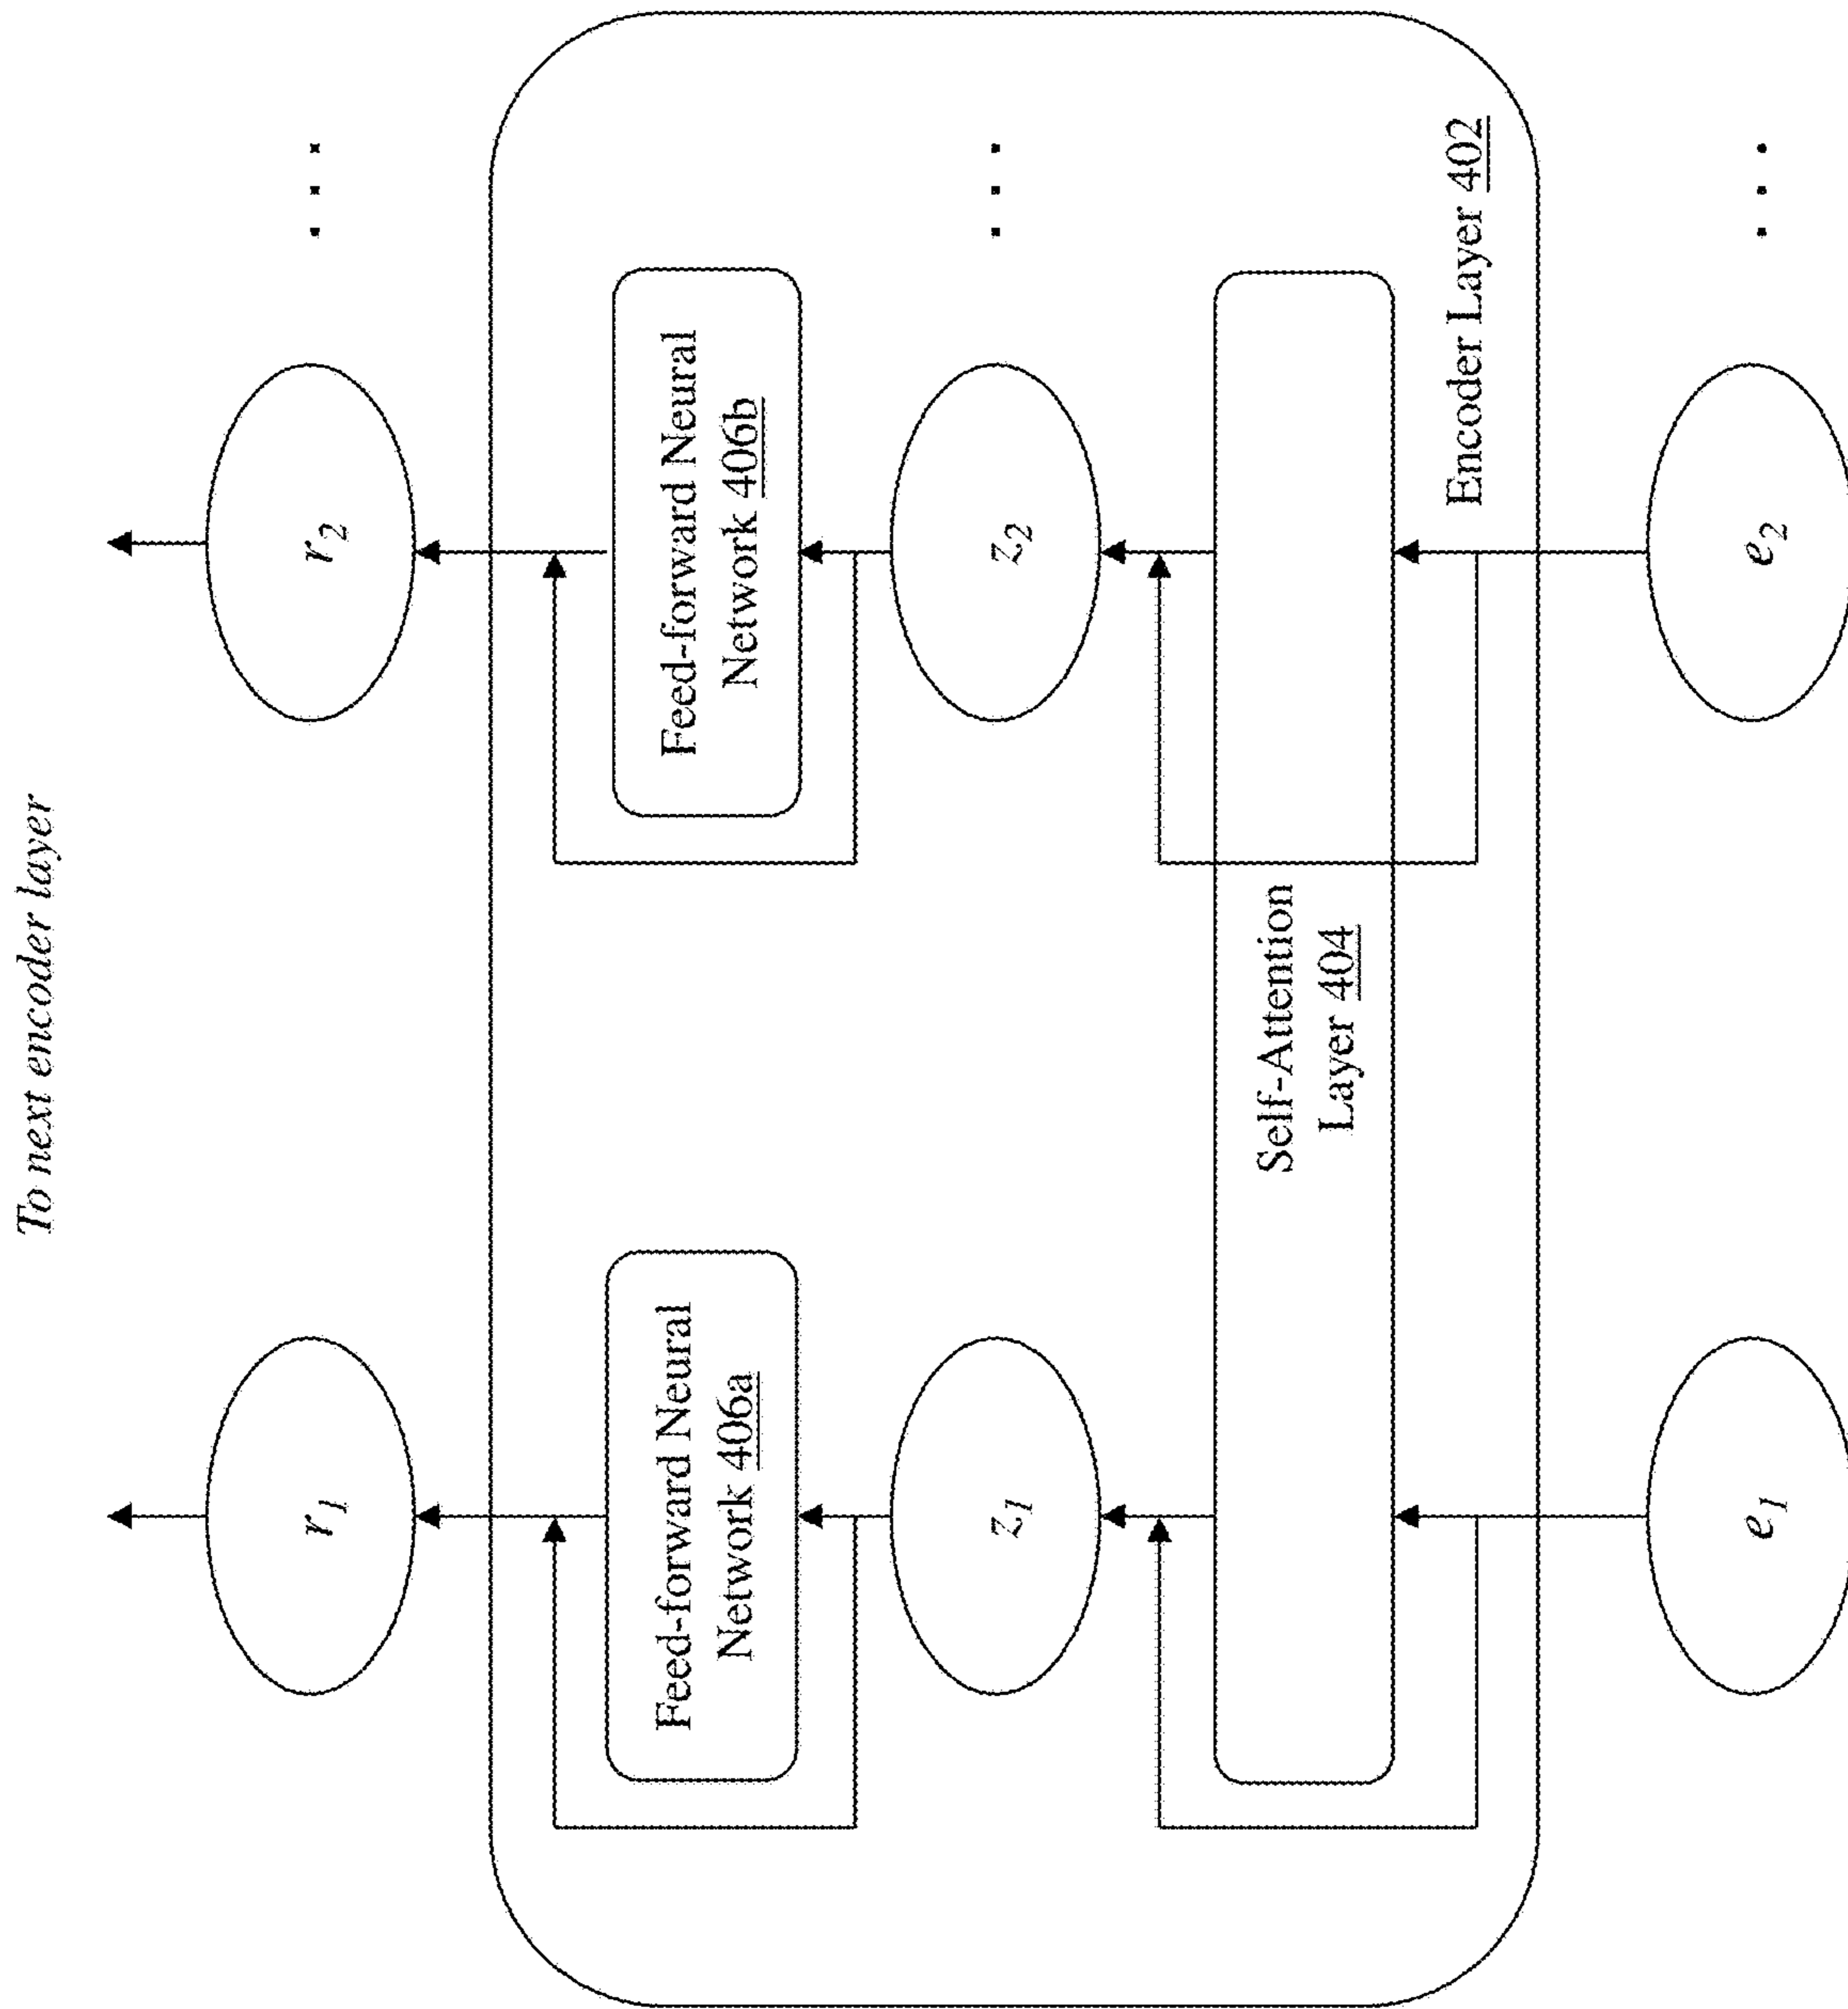 To next encoder layer
r1
r2
. . .
Feed-forward Neural
Network 406a
Feed-forward Neural
Network 406b
z1
z2
. . .
Self-Attention
Layer 404
Encoder Layer 402
e1
e2
. . .